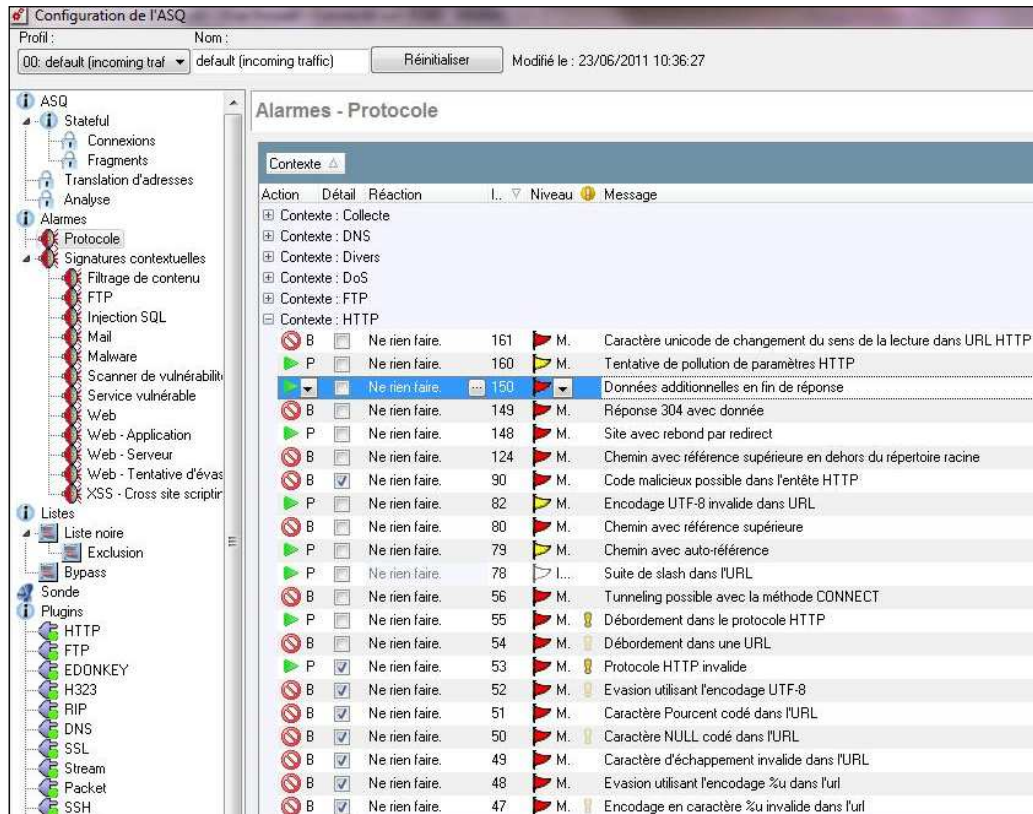 Configuration de l'ASQ
Profil : Nom :
00: default (incoming traf default (incoming traffic) Réinitialiser Modifié le : 23/06/2011 10:36:27
ASQ
Stateful
Connexions
Fragments
Translation d'adresses
Analyse
Alarmes
Protocole
Signatures contextuelles
Filtrage de contenu
FTP
Injection SQL
Mail
Malware
Scanner de vulnérabilit
Service vulnérable
Web
Web - Application
Web - Serveur
Web - Tentative d'évas
XSS - Cross site scriptin
Listes
Liste noire
Exclusion
Bypass
Sonde
Plugins
HTTP
FTP
EDONKEY
H323
RIP
DNS
SSL
Stream
Packet
SSH
Alarmes - Protocole
Contexte
Action Détail Réaction I... Niveau Message
Contexte : Collecte
Contexte : DNS
Contexte : Divers
Contexte : DoS
Contexte : FTP
Contexte : HTTP
B Ne rien faire. 161 M. Caractère unicode de changement du sens de la lecture dans URL HTTP
P Ne rien faire. 160 M. Tentative de pollution de paramètres HTTP
Ne rien faire. ... 150 Données additionnelles en fin de réponse
B Ne rien faire. 149 M. Réponse 304 avec donnée
P Ne rien faire. 148 M. Site avec rebond par redirect
B Ne rien faire. 124 M. Chemin avec référence supérieure en dehors du répertoire racine
B Ne rien faire. 90 M. Code malicieux possible dans l'entête HTTP
P Ne rien faire. 82 M. Encodage UTF-8 invalide dans URL
B Ne rien faire. 80 M. Chemin avec référence supérieure
P Ne rien faire. 79 M. Chemin avec auto-référence
P Ne rien faire. 78 I... Suite de slash dans l'URL
B Ne rien faire. 56 M. Tunneling possible avec la méthode CONNECT
P Ne rien faire. 55 M. Débordement dans le protocole HTTP
B Ne rien faire. 54 M. Débordement dans une URL
P Ne rien faire. 53 M. Protocole HTTP invalide
B Ne rien faire. 52 M. Evasion utilisant l'encodage UTF-8
B Ne rien faire. 51 M. Caractère Pourcent codé dans l'URL
B Ne rien faire. 50 M. Caractère NULL codé dans l'URL
B Ne rien faire. 49 M. Caractère d'échappement invalide dans l'URL
B Ne rien faire. 48 M. Evasion utilisant l'encodage %u dans l'url
B Ne rien faire. 47 M. Encodage en caractère %u invalide dans l'url